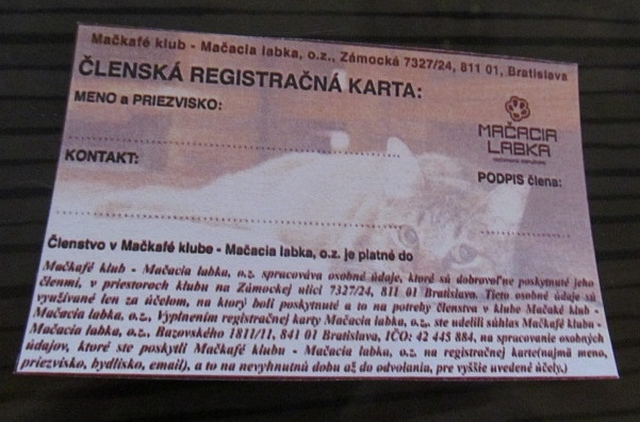 Mačkafé klub - Mačacia labka, o.z., Zámocká 7327/24, 811 01, Bratislava
ČLENSKÁ REGISTRAČNÁ KARTA:
MENO a PRIEZVISKO:
MAČACIA
LABKA
KONTAKT:
PODPIS člena:
Členstvo v Mačkafé klube - Mačacia labka, o.z. je platné do
Mačkafé klub - Mačacia labka, o.z. spracováva osobné údaje, ktoré sú dobrovoľne poskytnuté jeho
členmi, v priestoroch klubu na Zámockej ulici 7327/24, 811 01 Bratislava. Tieto osobné údaje sú
využívané len za účelom, na ktorý boli poskytnuté a to na potreby členstva v klube Mačaké klub -
Mačacia labka, o.z., Vyplnením registračnej karty Mačacia labka, o.z., ste udelili súhlas Mačkafé klubu -
Mačacia labka, o.z., Bazovského 1811/11, 841 01 Bratislava, IČO: 42 445 884, na spracovanie osobných
údajov, ktoré ste poskytli Mačkafé klubu - Mačacia labka, o.z. na registračnej karte(najmä meno,
priezvisko, bydlisko, email), a to na nevyhnutnú dobu až do odvolania, pre vyššie uvedené účely.)